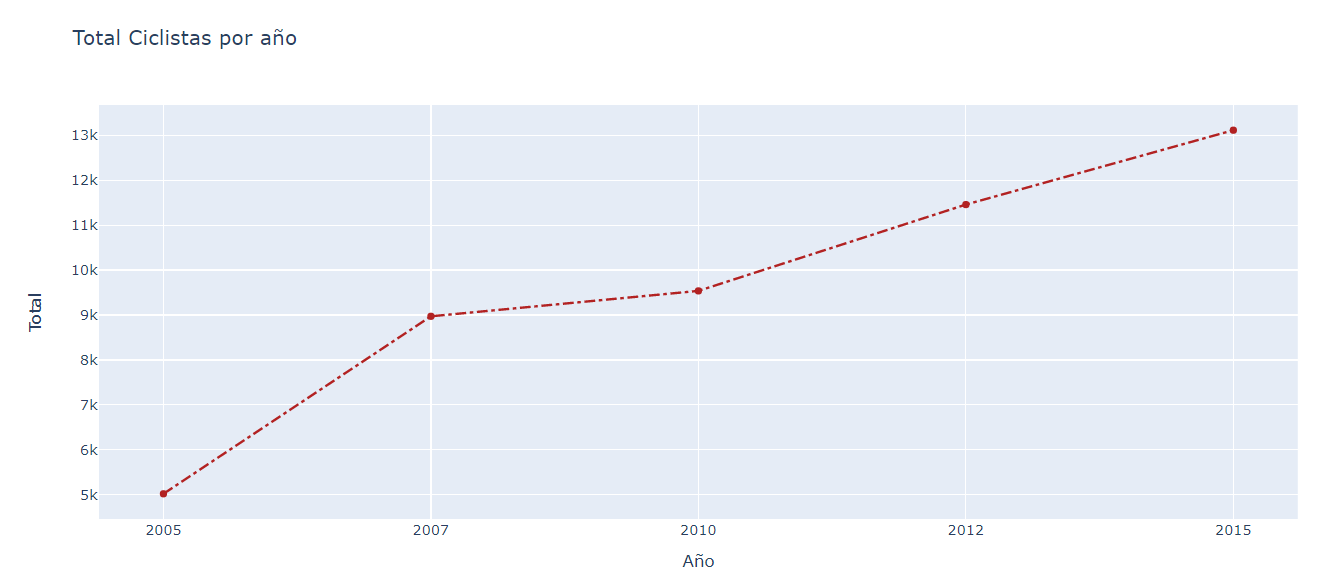 Total Ciclistas por año
Total
13k
12k
11k
10k
9k
8k
7k
6k
5k
2005 2007 2010 2012 2015
Año